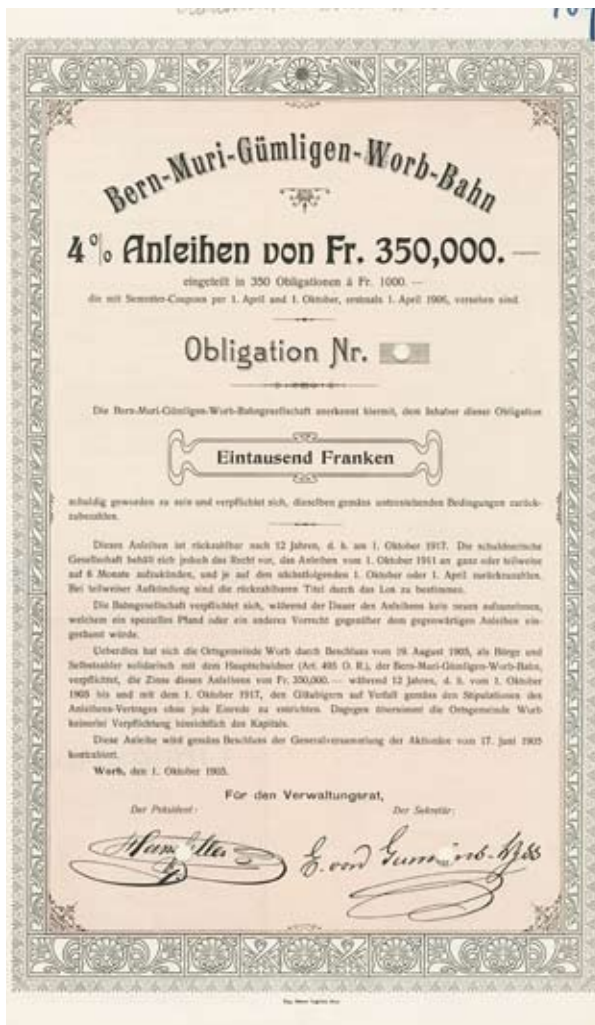 Bern-Muri-Gümligen-Worb-Bahn
4% Anleihen von Fr. 350,000. —
eingeteilt in 350 Obligationen à Fr. 1000. —
die mit Semester-Coupons per 1. April und 1. Oktober, erstmals 1. April 1906, versehen sind.
Obligation Nr.
Die Bern-Muri-Gümligen-Worb-Bahngesellschaft anerkennt hiermit, dem Inhaber dieser Obligation
Eintausend Franken
schuldig geworden zu sein und verpflichtet sich, dieselben gemäss untenstehenden Bedingungen zurück-
zubezahlen.
Dieses Anleihen ist rückzahlbar nach 12 Jahren, d. h. am 1. Oktober 1917. Die schuldnerische
Gesellschaft behält sich jedoch das Recht vor, das Anleihen vom 1. Oktober 1911 an ganz oder teilweise
auf 6 Monate aufzukünden, und je auf den nächstfolgenden 1. Oktober oder 1. April zurückzuzahlen.
Bei teilweiser Aufkündung sind die rückzahlbaren Titel durch das Los zu bestimmen.
Die Bahngesellschaft verpflichtet sich, während der Dauer des Anleihens kein neues aufzunehmen,
welchem ein spezielles Pfand oder ein anderes Vorrecht gegenüber dem gegenwärtigen Anleihen ein-
geräumt würde.
Ueberdies hat sich die Ortsgemeinde Worb durch Beschluss vom 19. August 1905, als Bürge und
Selbstzahler solidarisch mit dem Hauptschuldner (Art. 495 O. R.), der Bern-Muri-Gümligen-Worb-Bahn,
verpflichtet, die Zinse dieses Anleihens von Fr. 350,000. — während 12 Jahren, d. h. vom 1. Oktober
1905 bis und mit dem 1. Oktober 1917, den Gläubigern auf Verfall gemäss den Stipulationen des
Anleihens-Vertrages ohne jede Einrede zu entrichten. Dagegen übernimmt die Ortsgemeinde Worb
keinerlei Verpflichtung hinsichtlich des Kapitals.
Diese Anleihe wird gemäss Beschluss der Generalversammlung der Aktionäre vom 17. Juni 1905
kontrahiert.
Worb, den 1. Oktober 1905.
Für den Verwaltungsrat,
Der Präsident: Der Sekretär: